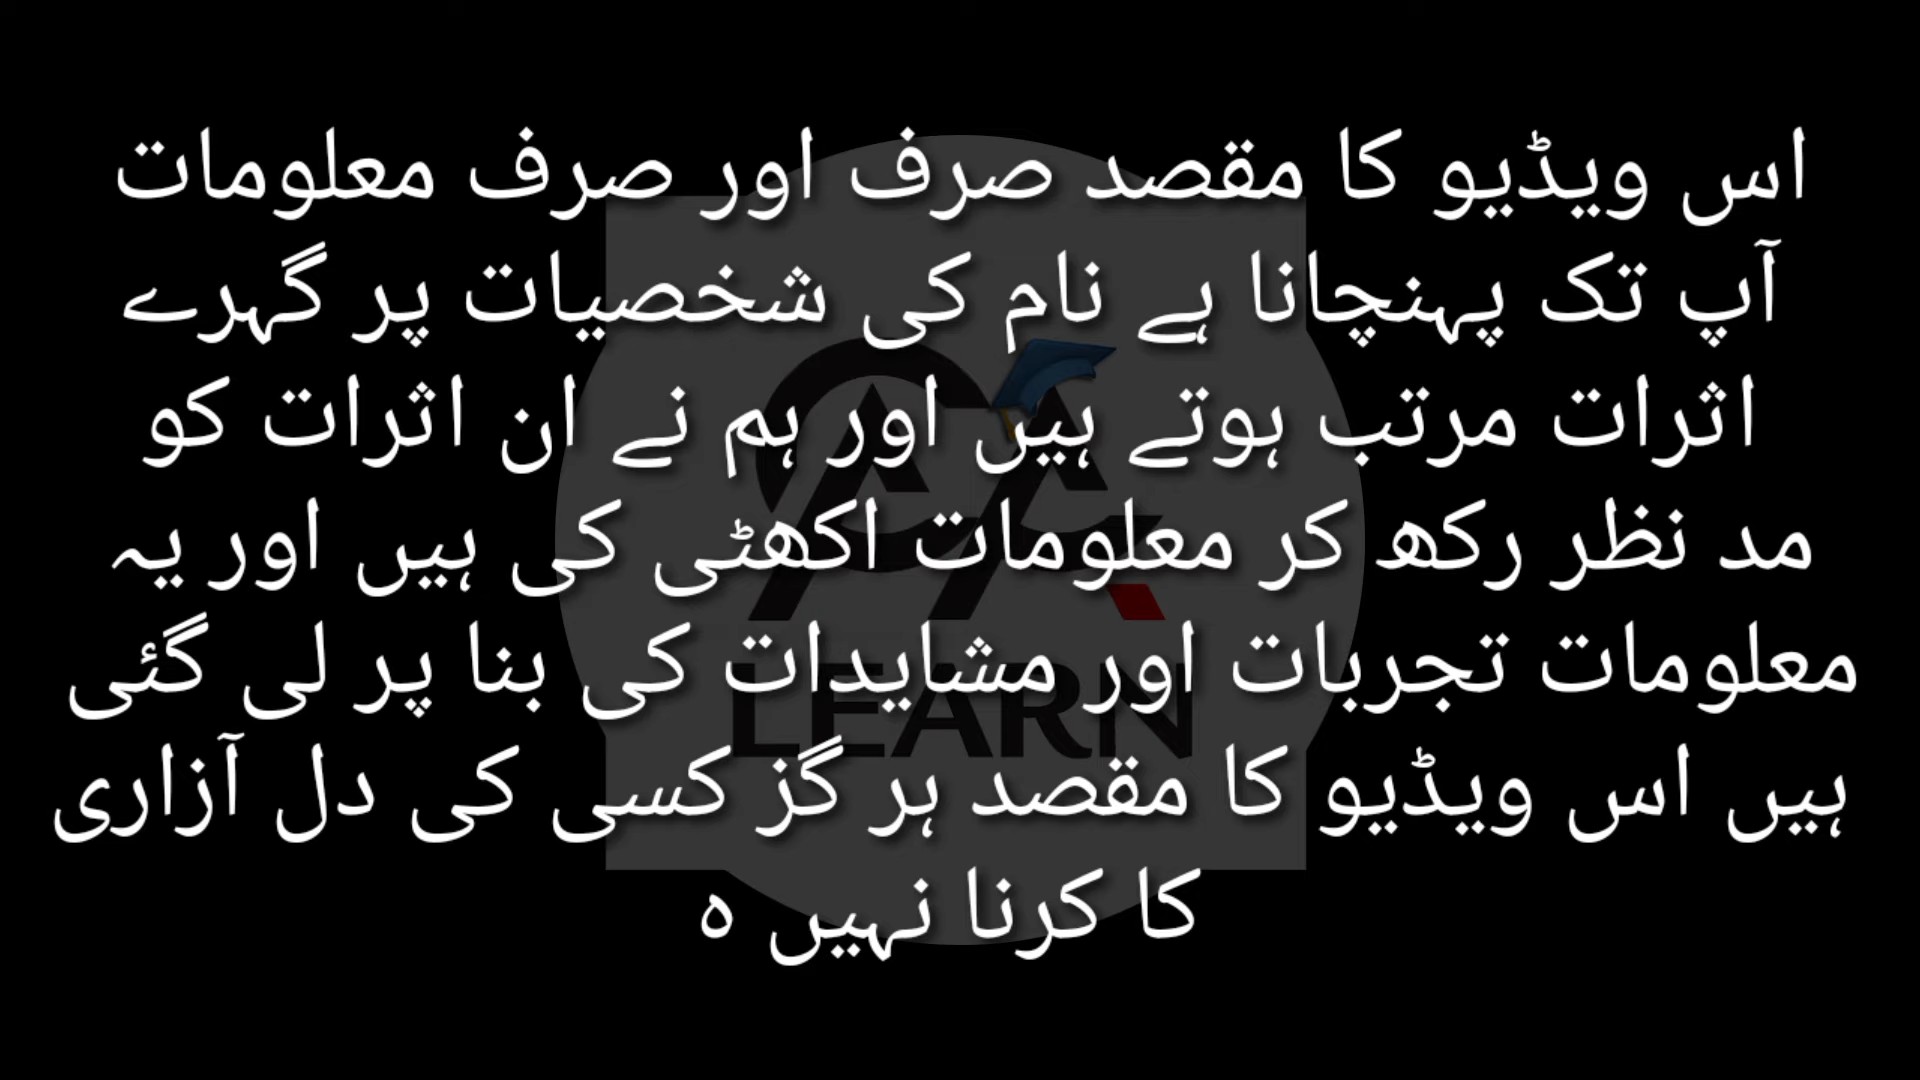 اس ویڈیو کا مقصد صرف اور صرف معلومات
آپ تک پہنچانا ہے نام کی شخصیات پر گہرے
اثرات مرتب ہوتے ہیں اور ہم نے ان اثرات کو
مد نظر رکھ کر معلومات اکھٹی کی ہیں اور یہ
معلومات تجربات اور مشایدات کی بنا پر لی گئی
ہیں اس ویڈیو کا مقصد ہر گز کسی کی دل آزاری
کا کرنا نہیں ہ
LEARN